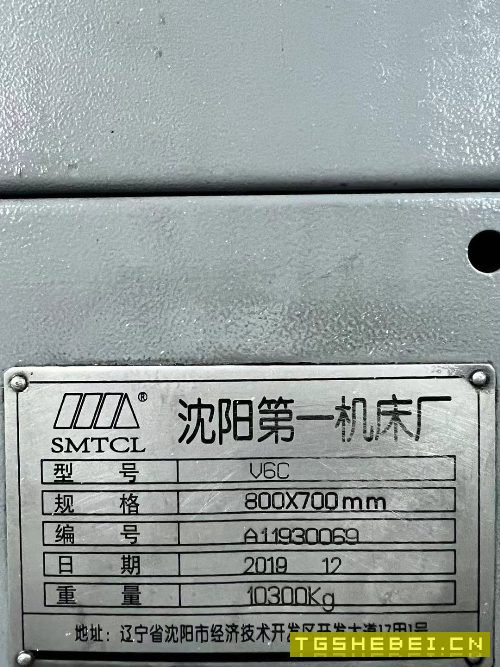 SMTCL ® 沈阳第一机床厂
型 号 V6C
规 格 800X700mm
编 号 A11930069
日 期 2019 12
重 量 10300Kg
地址: 辽宁省沈阳市经济技术开发区开发大道17甲1号
TGSHEBEI.CN